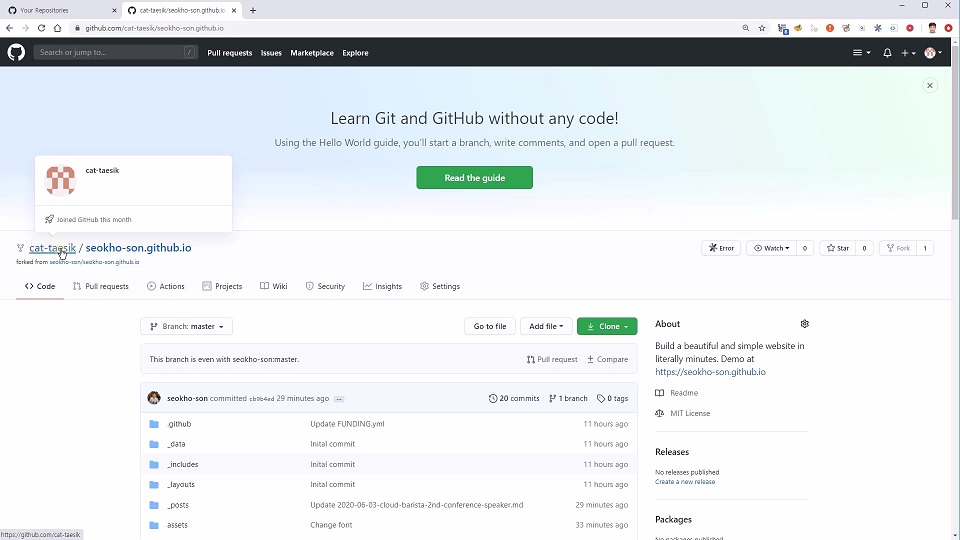 Your Repositories
cat-taesik/seokho-son.github.io
github.com/cat-taesik/seokho-son.github.io
Search or jump to...
/
Pull requests
Issues
Marketplace
Explore
Learn Git and GitHub without any code!
Using the Hello World guide, you'll start a branch, write comments, and open a pull request.
Read the guide
cat-taesik
Joined GitHub this month
cat-taesik / seokho-son.github.io
forked from seokho-son/seokho-son.github.io
Error
Watch 0
Star 0
Fork 1
Code
Pull requests
Actions
Projects
Wiki
Security
Insights
Settings
Branch: master
Go to file
Add file
Clone
This branch is even with seokho-son:master.
Pull request
Compare
seokho-son committed cb9b4ed 29 minutes ago
20 commits
1 branch
0 tags
.github Update FUNDING.yml 11 hours ago
_data Inital commit 11 hours ago
_includes Inital commit 11 hours ago
_layouts Inital commit 11 hours ago
_posts Update 2020-06-03-cloud-barista-2nd-conference-speaker.md 29 minutes ago
assets Change font 33 minutes ago
About
Build a beautiful and simple website in
literally minutes. Demo at
https://seokho-son.github.io
Readme
MIT License
Releases
No releases published
Create a new release
Packages
No packages published
https://github.com/cat-taesik